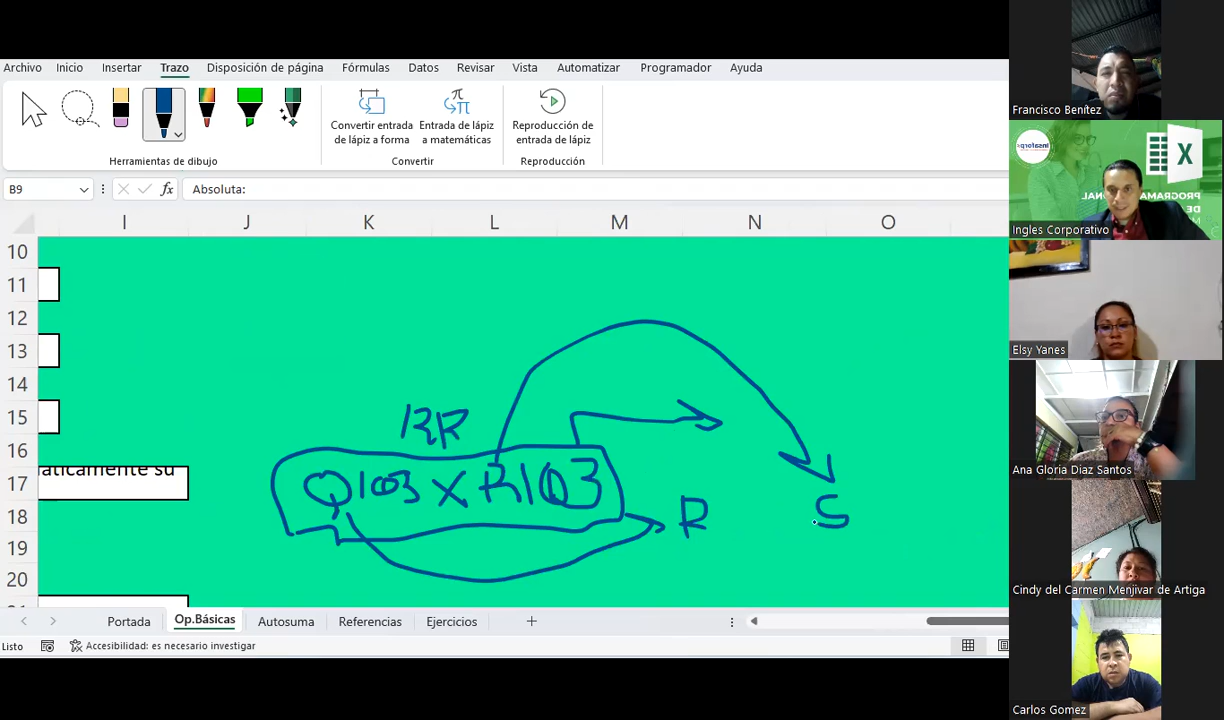 Archivo Inicio Insertar Trazo Disposición de página Fórmulas Datos Revisar Vista Automatizar Programador Ayuda
Convertir entrada de lápiz a forma
Entrada de lápiz a matemáticas
Reproducción de entrada de lápiz
Herramientas de dibujo
Convertir
Reproducción
B9
fx
Absoluta:
I J K L M N O
10
11
12
13
14
15
16
17
18
19
20
áticamente su
RR
Q103 X R103
R
S
Portada Op.Básicas Autosuma Referencias Ejercicios
Listo
Accesibilidad: es necesario investigar
Francisco Benítez
insaforp
X
PROGRAMA
DE
Ingles Corporativo
Elsy Yanes
Ana Gloria Diaz Santos
Cindy del Carmen Menjivar de Artiga
Carlos Gomez